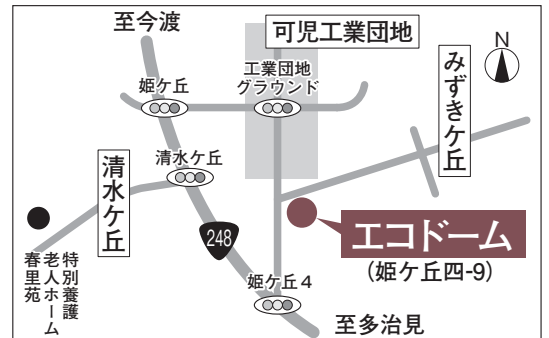 至今渡
可児工業団地
N
工業団地
グラウンド
姫ケ丘
みずきケ丘
清水ケ丘
清水ケ丘
248
エコドーム
(姫ケ丘四-9)
特別養護
老人ホーム
春里苑
姫ケ丘4
至多治見